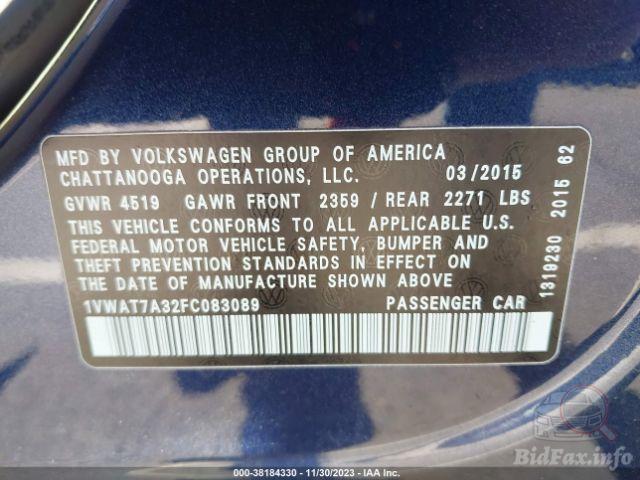 MFD BY VOLKSWAGEN GROUP OF AMERICA
CHATTANOOGA OPERATIONS, LLC. 03/2015
GVWR 4519 GAWR FRONT 2359 / REAR 2271 LBS
THIS VEHICLE CONFORMS TO ALL APPLICABLE U.S.
FEDERAL MOTOR VEHICLE SAFETY, BUMPER AND
THEFT PREVENTION STANDARDS IN EFFECT ON
THE DATE OF MANUFACTURE SHOWN ABOVE
1VWAT7A32FC083089 PASSENGER CAR
1319230 2015 62
000-38184330 - 11/30/2023 - IAA Inc.
BidFax.info